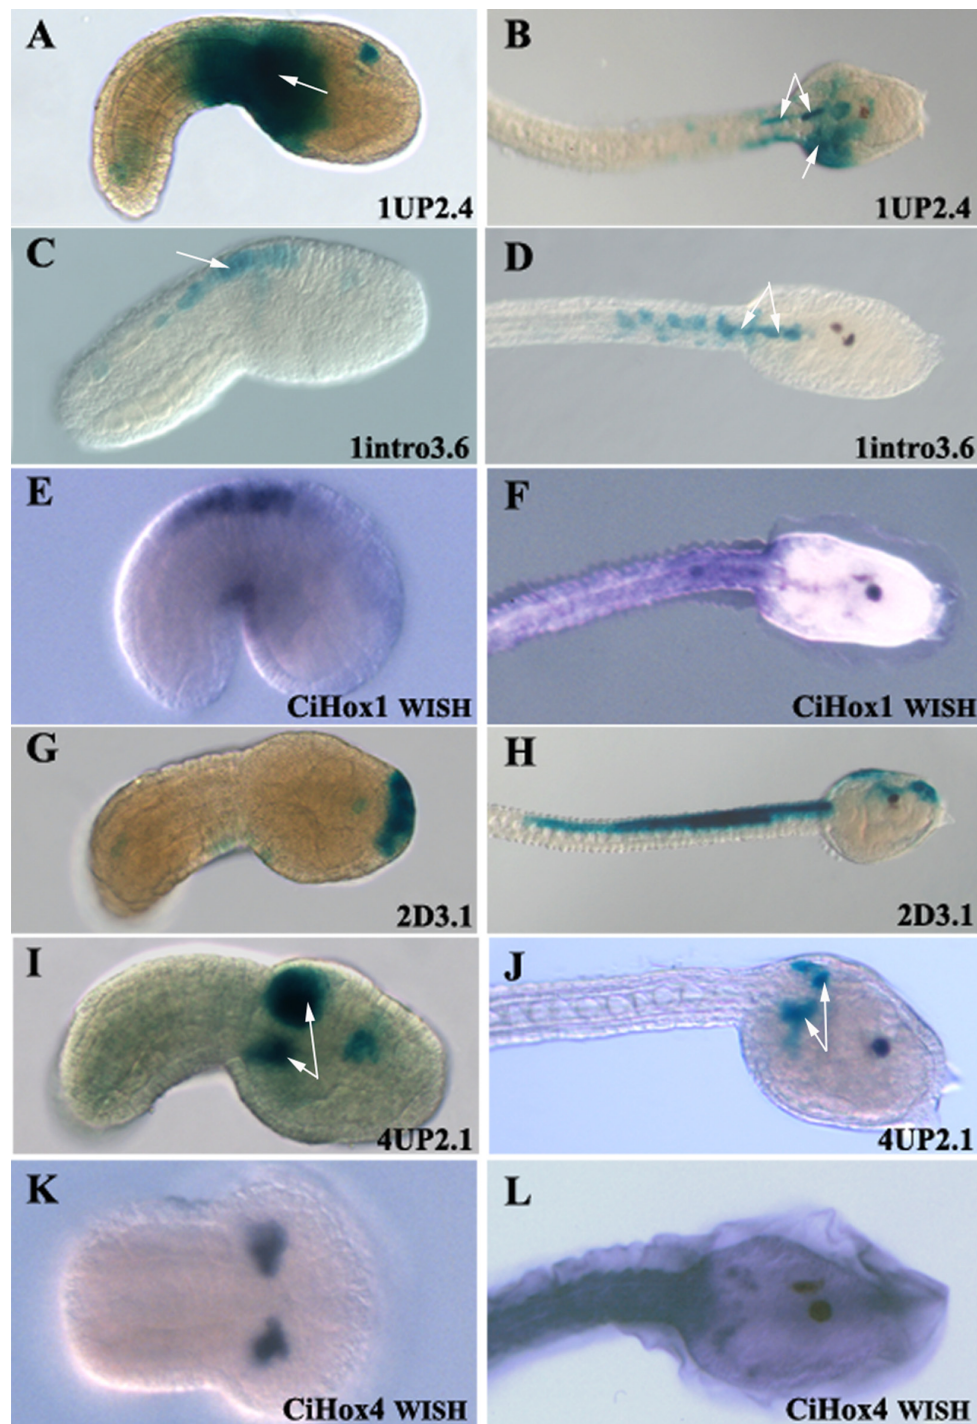 A
B
1UP2.4
1UP2.4
C
D
1intro3.6
1intro3.6
E
F
CiHox1 WISH
CiHox1 WISH
G
H
2D3.1
2D3.1
I
J
4UP2.1
4UP2.1
K
L
CiHox4 WISH
CiHox4 WISH